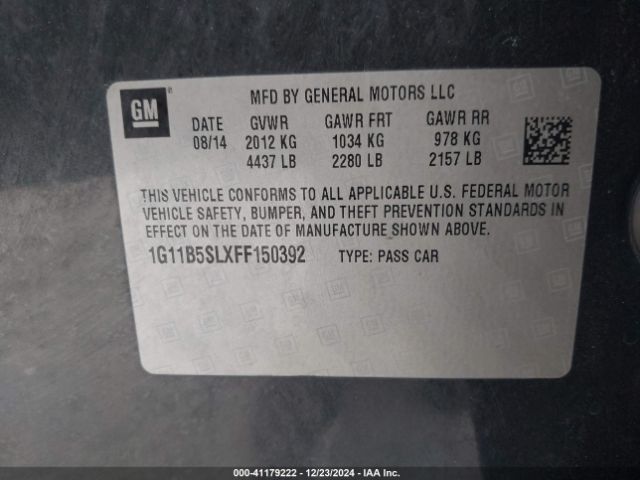 GM
MFD BY GENERAL MOTORS LLC
DATE GVWR GAWR FRT GAWR RR
08/14 2012 KG 1034 KG 978 KG
4437 LB 2280 LB 2157 LB
THIS VEHICLE CONFORMS TO ALL APPLICABLE U.S. FEDERAL MOTOR
VEHICLE SAFETY, BUMPER, AND THEFT PREVENTION STANDARDS IN
EFFECT ON THE DATE OF MANUFACTURE SHOWN ABOVE.
1G11B5SLXFF150392 TYPE: PASS CAR
000-41179222 - 12/23/2024 - IAAI.com